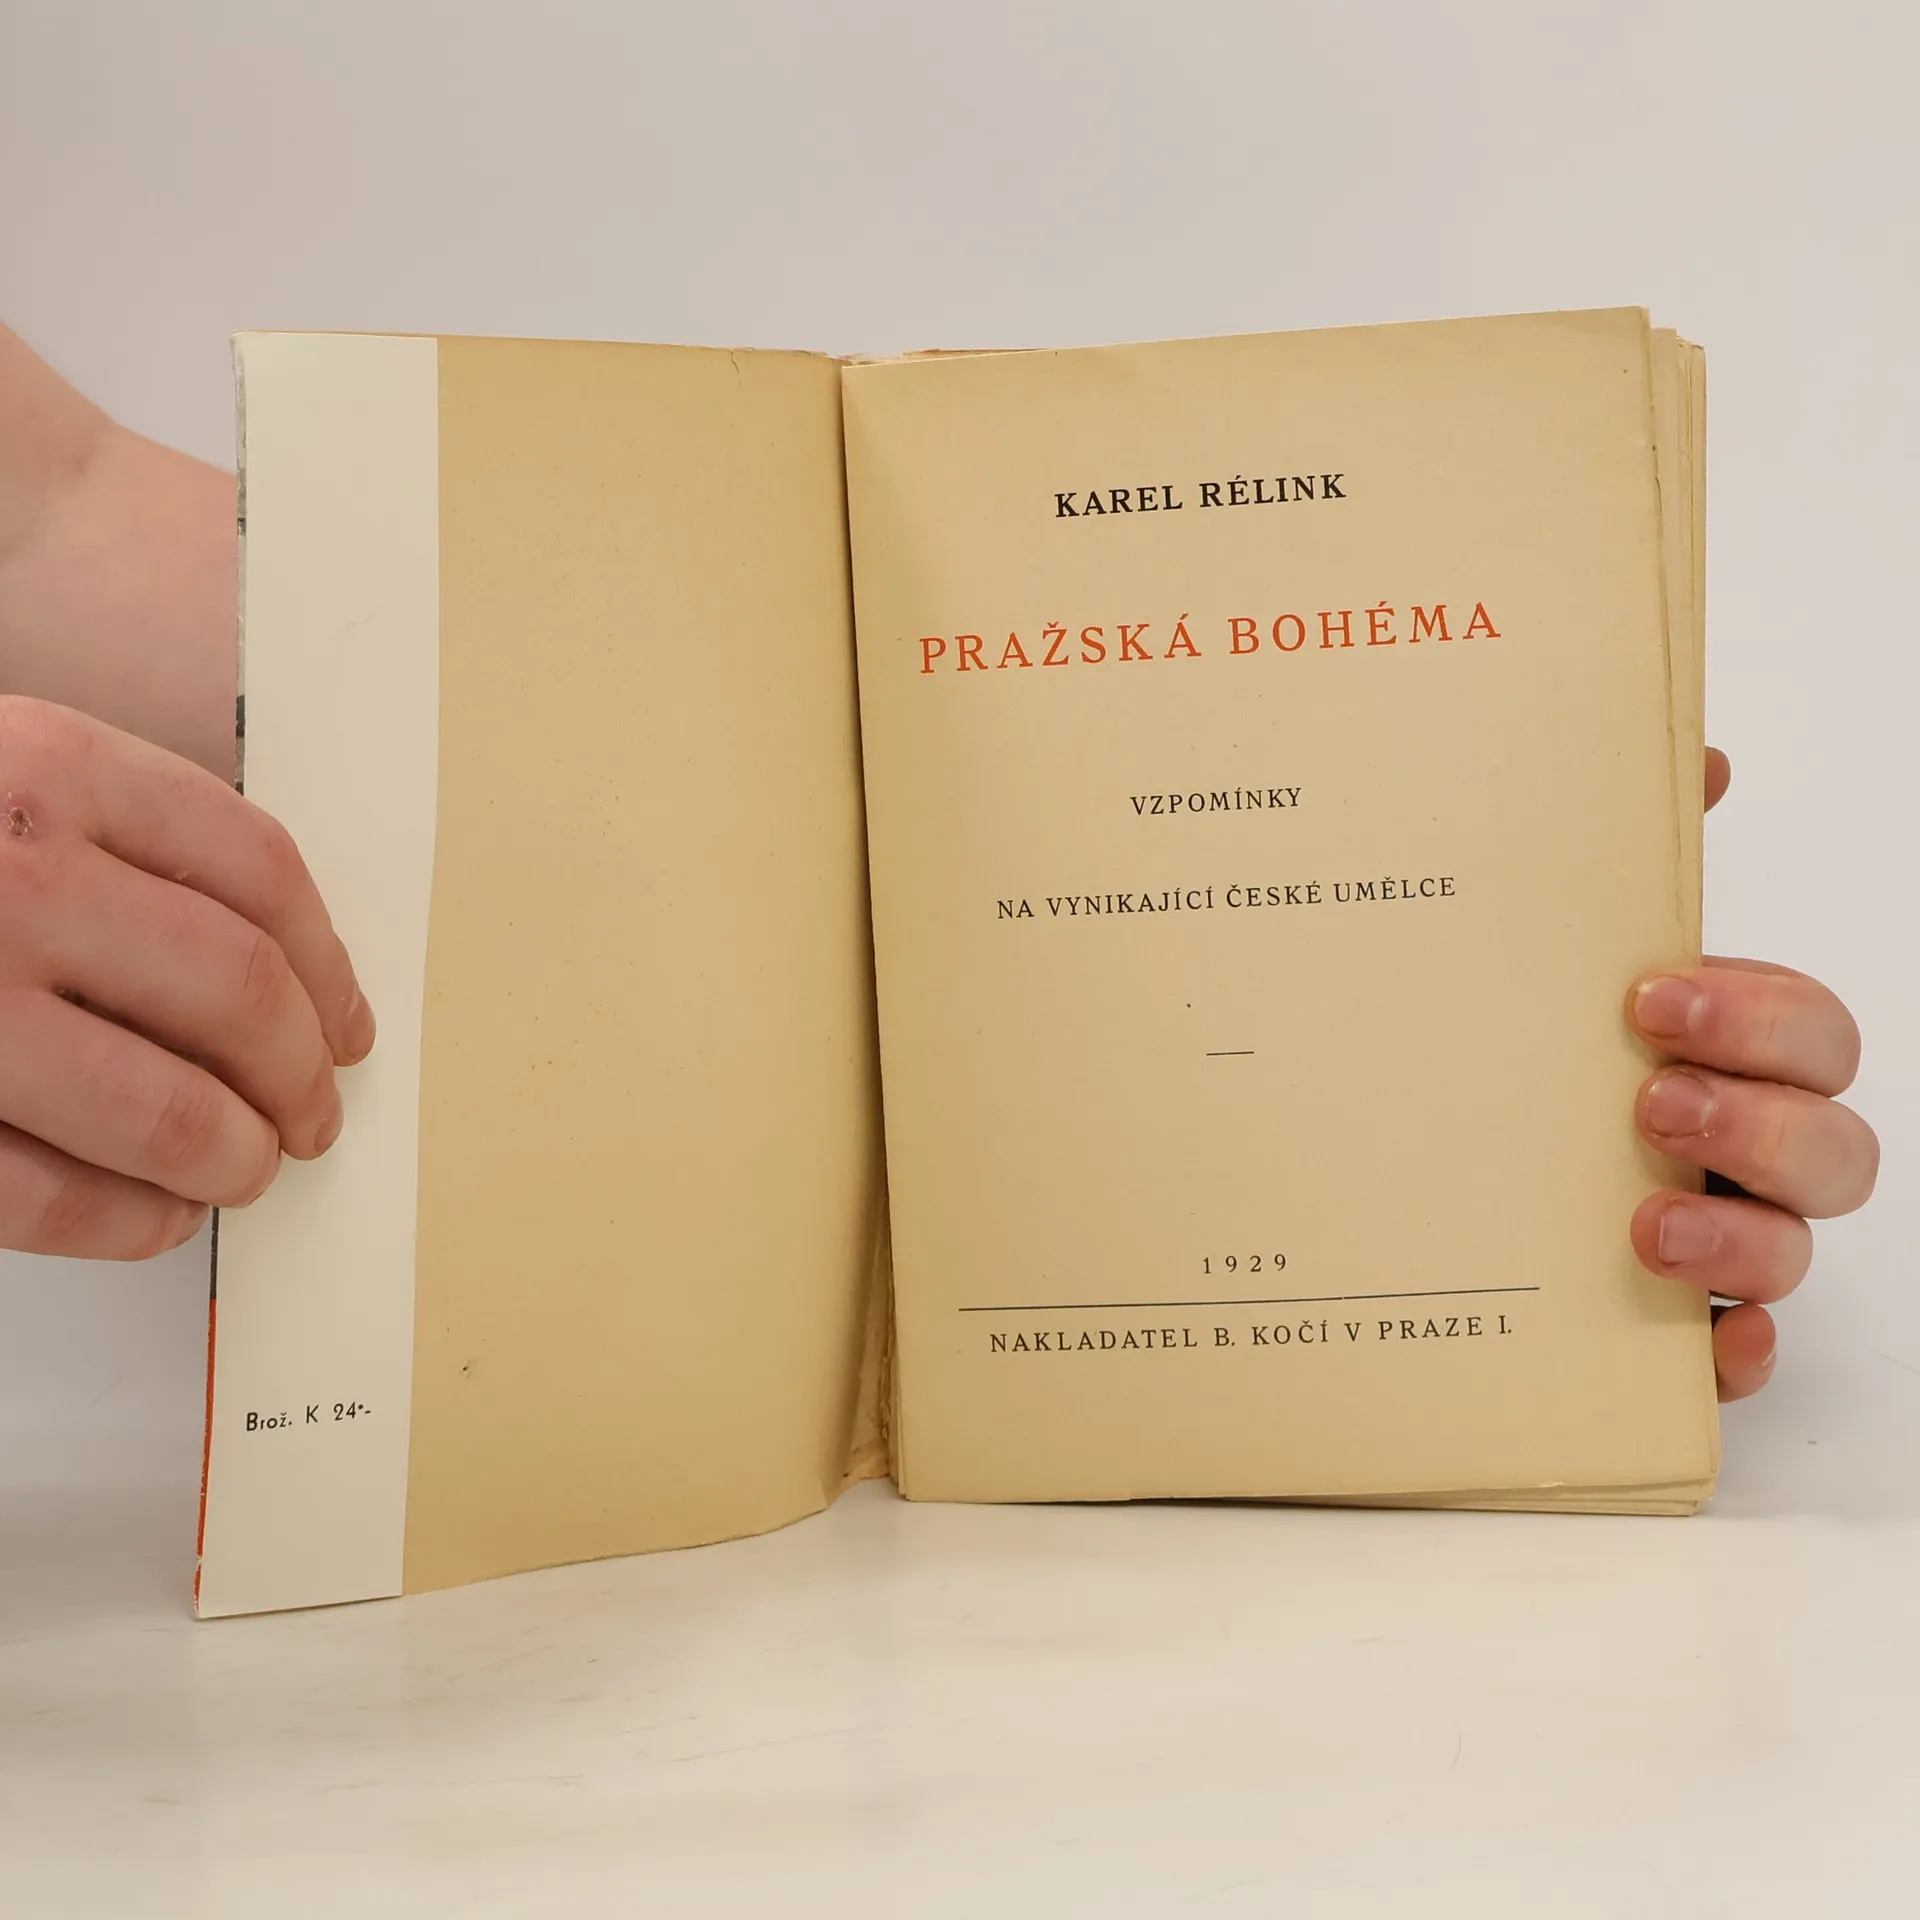 Brož. K 24·-
KAREL RÉLINK
PRAŽSKÁ BOHÉMA
VZPOMÍNKY
NA VYNIKAJÍCÍ ČESKÉ UMĚLCE
1929
NAKLADATEL B. KOČÍ V PRAZE I.